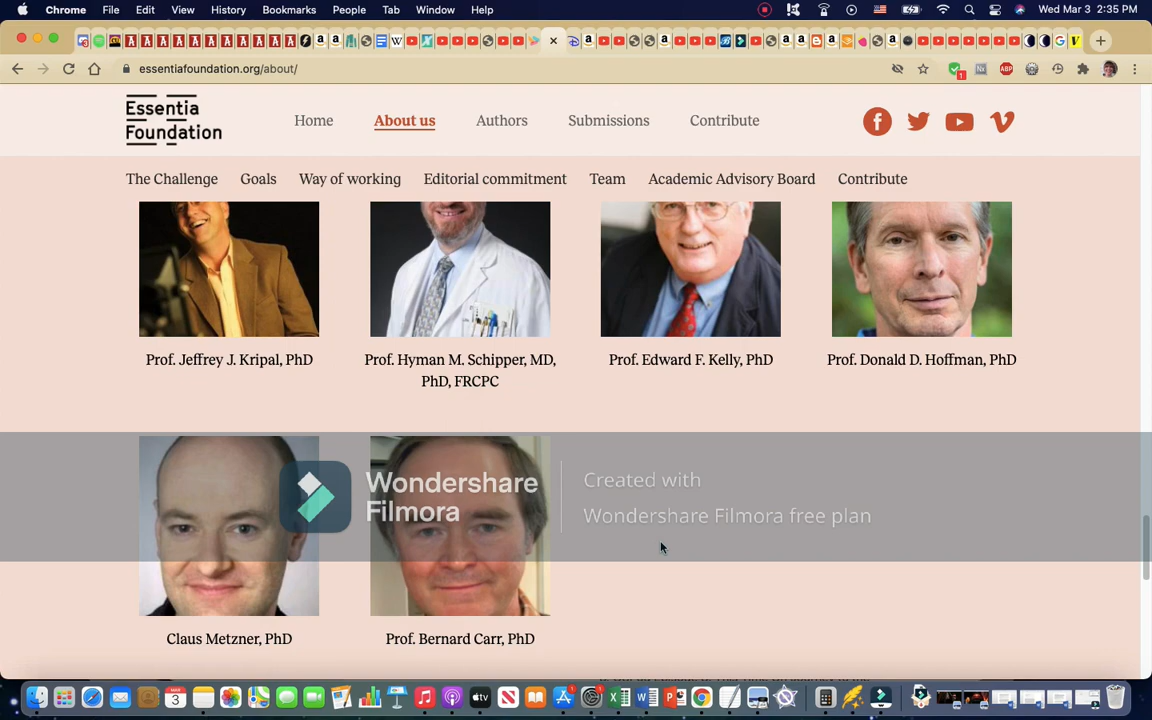 Chrome File Edit View History Bookmarks People Tab Window Help Wed Mar 3 2:35 PM
essentiafoundation.org/about/
Essentia
Foundation
Home About us Authors Submissions Contribute
The Challenge Goals Way of working Editorial commitment Team Academic Advisory Board Contribute
Prof. Jeffrey J. Kripal, PhD
Prof. Hyman M. Schipper, MD,
PhD, FRCPC
Prof. Edward F. Kelly, PhD
Prof. Donald D. Hoffman, PhD
Wondershare
Filmora
Created with
Wondershare Filmora free plan
Claus Metzner, PhD
Prof. Bernard Carr, PhD